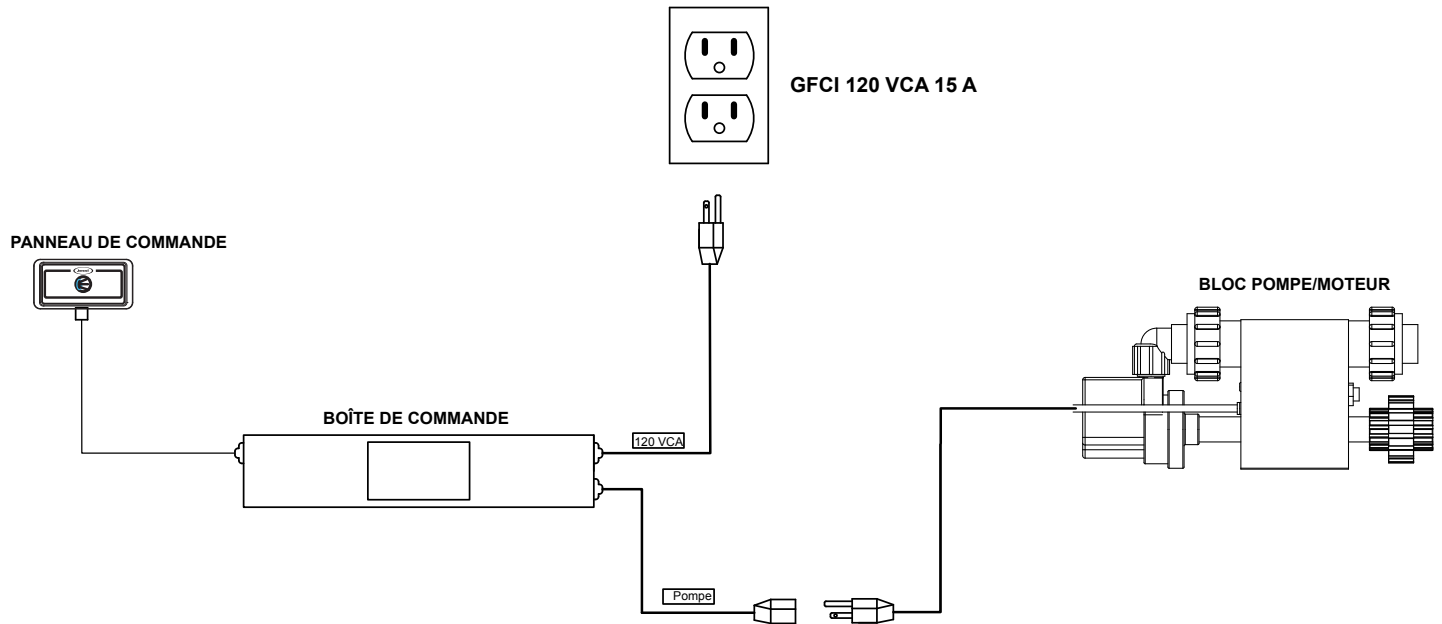 GFCI 120 VCA 15 A
PANNEAU DE COMMANDE
BLOC POMPE/MOTEUR
BOÎTE DE COMMANDE
120 VCA
Pompe